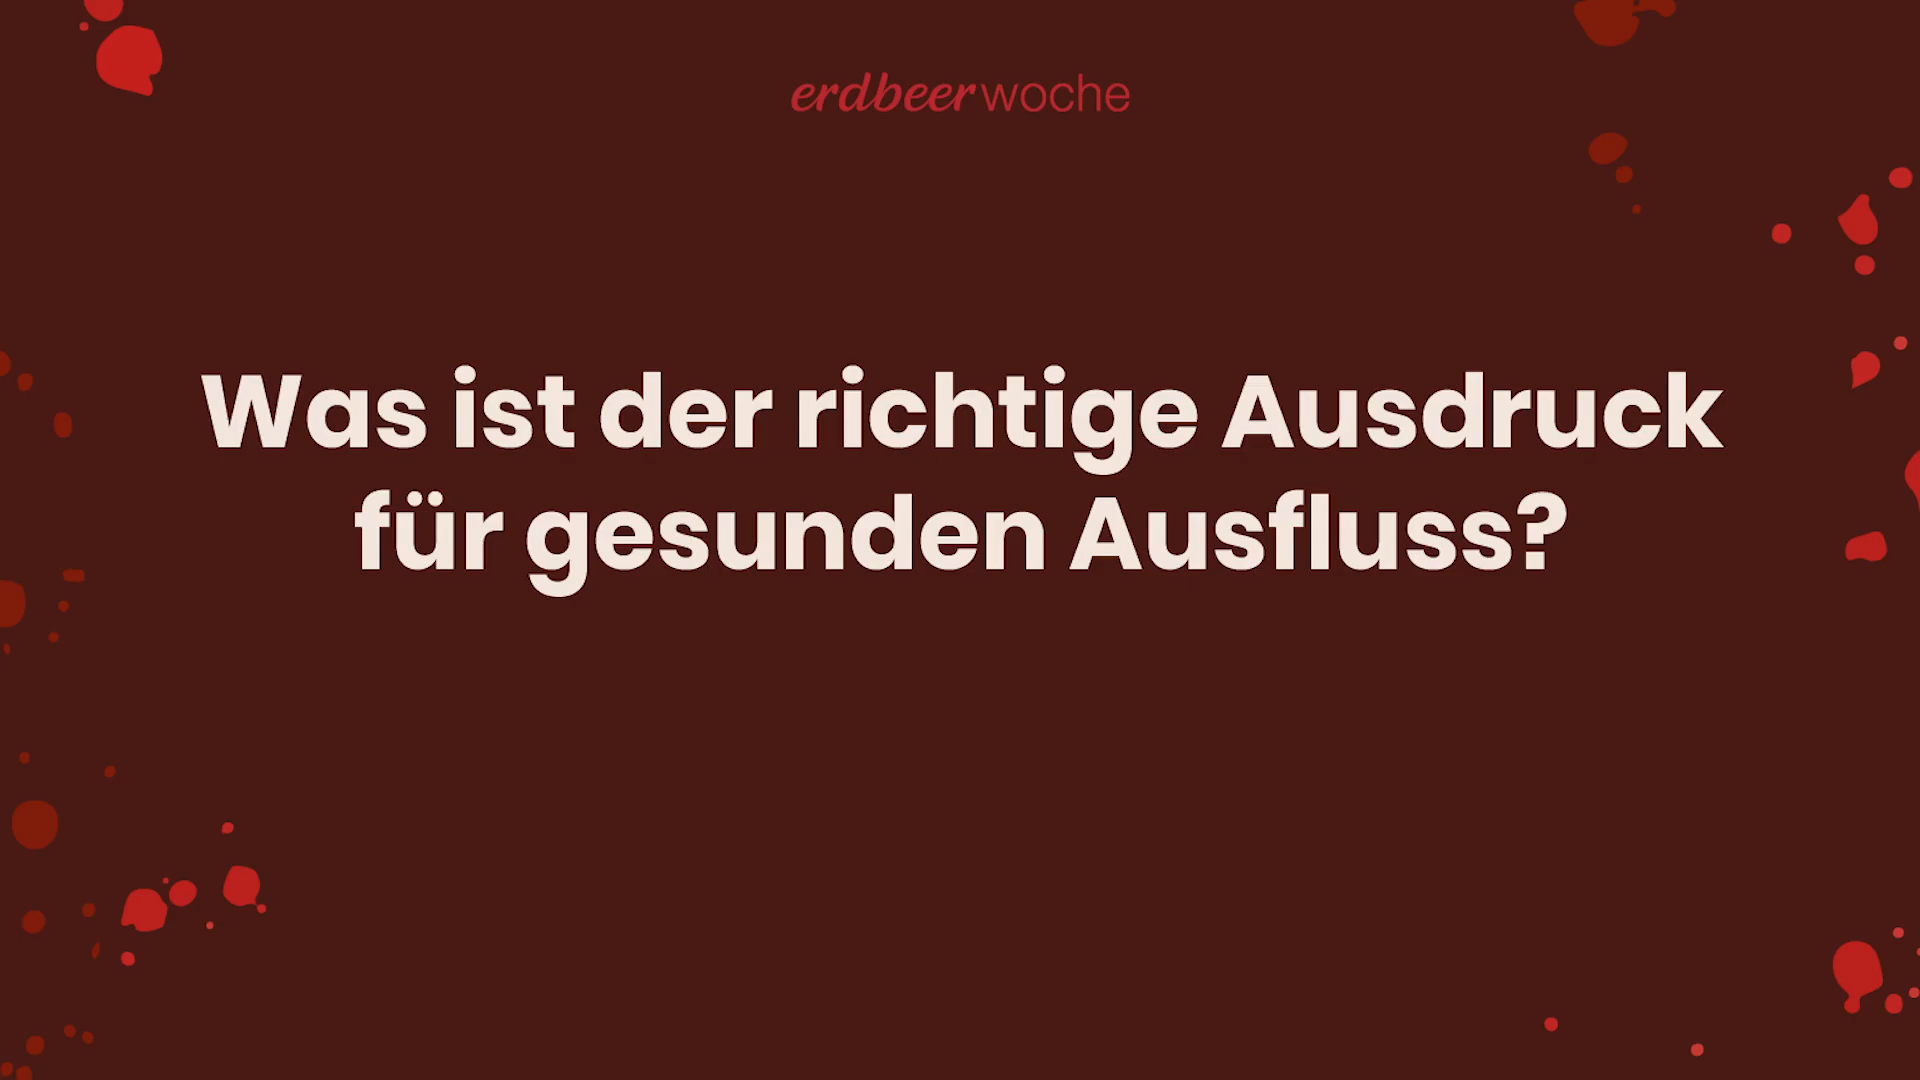 erdbeerwoche
Was ist der richtige Ausdruck
für gesunden Ausfluss?